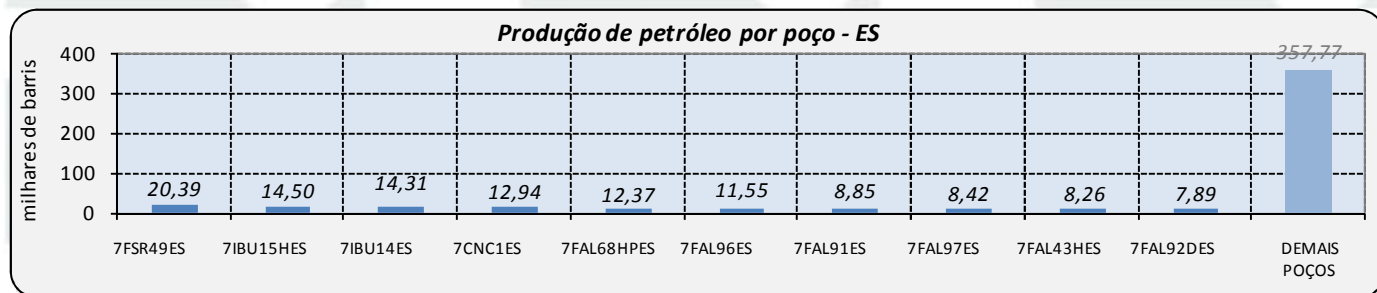 Produção de petróleo por poço - ES
milhares de barris
400
300
200
100
0
20,39
14,50
14,31
12,94
12,37
11,55
8,85
8,42
8,26
7,89
357,77
7FSR49ES
7IBU15HES
7IBU14ES
7CNC1ES
7FAL68HPES
7FAL96ES
7FAL91ES
7FAL97ES
7FAL43HES
7FAL92DES
DEMAIS
POÇOS